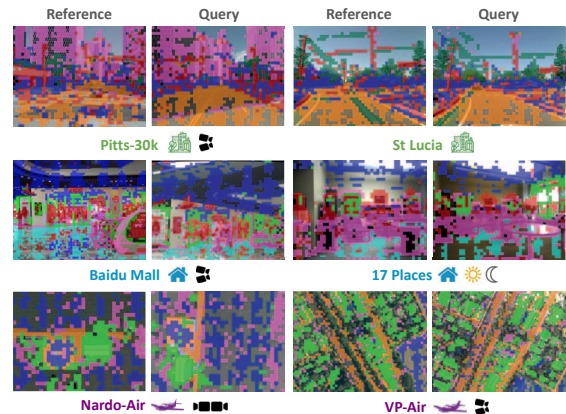 Reference Query Reference Query
Pitts-30k St Lucia
Baidu Mall 17 Places
Nardo-Air VP-Air